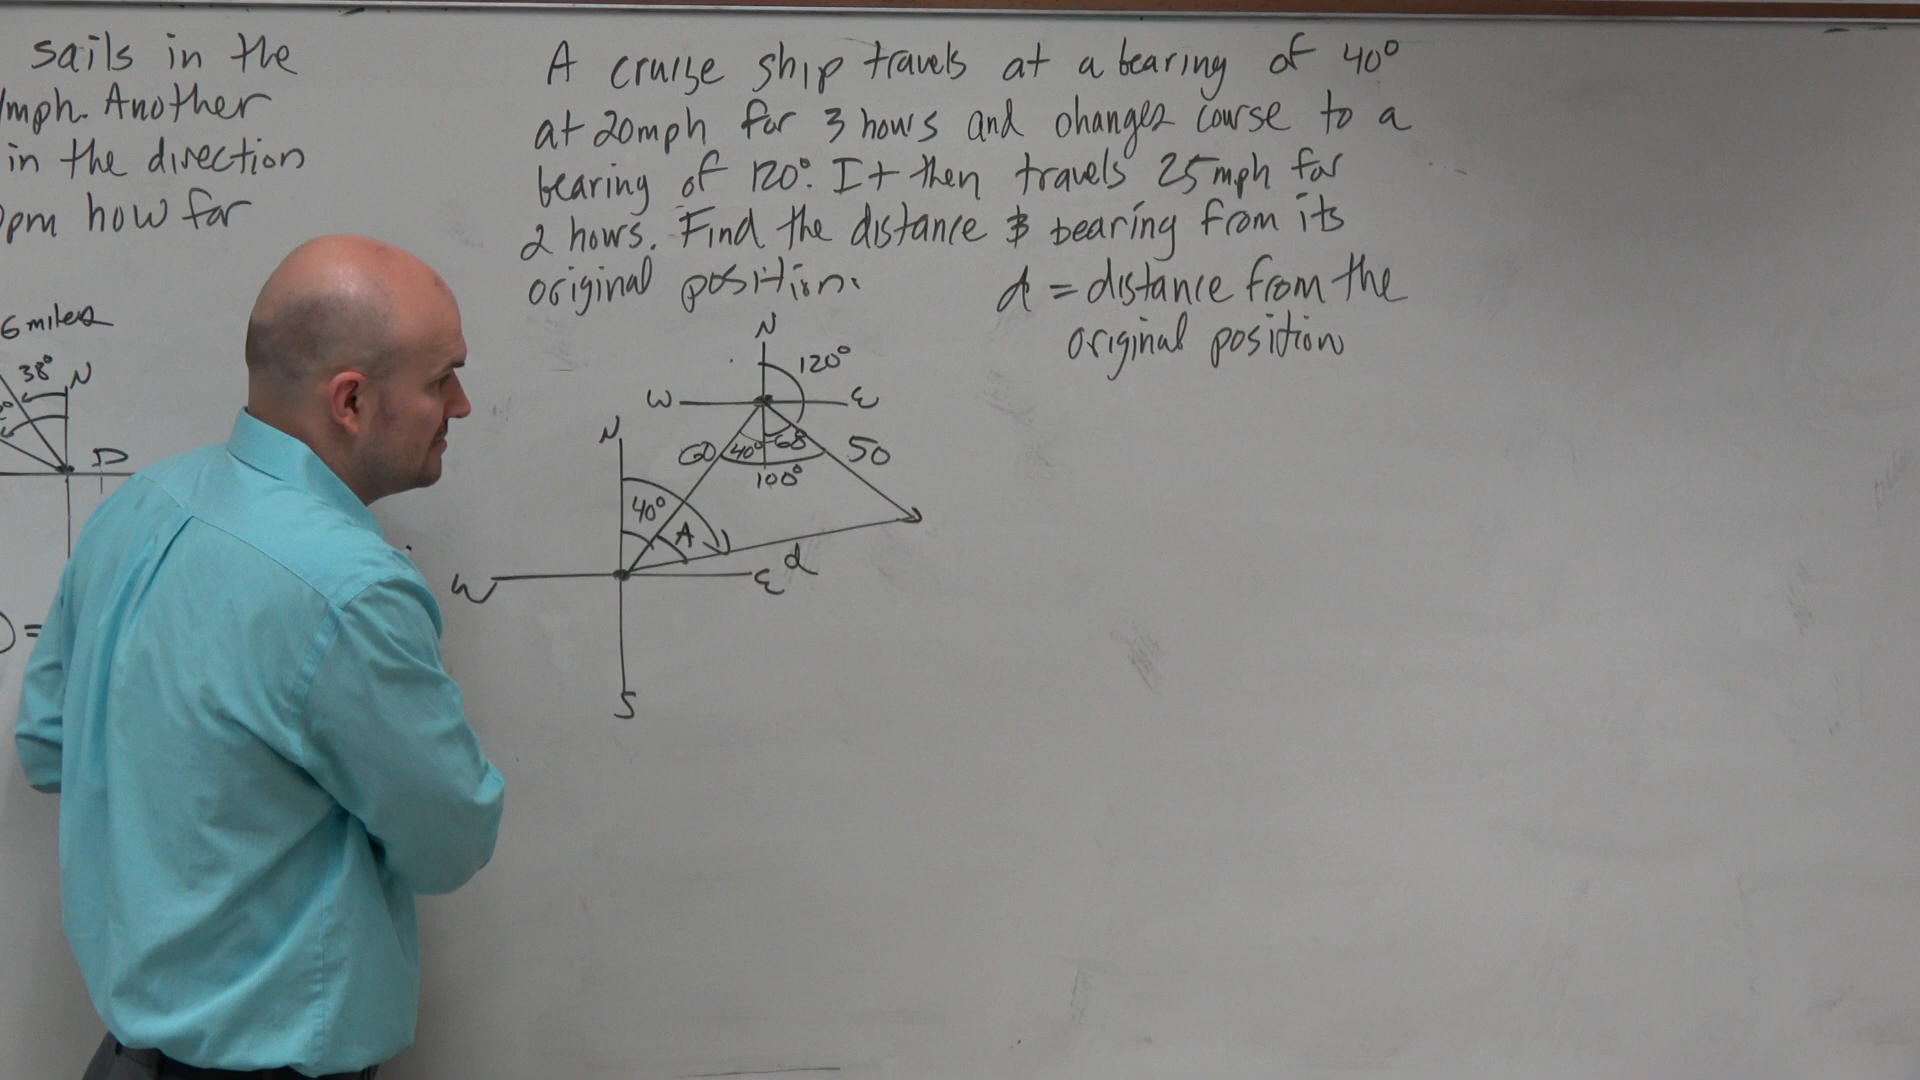 sails in the
mph. Another
in the direction
pm how far
6 miles
38°
N
D
=
A cruise ship travels at a bearing of 40°
at 20mph for 3 hours and changes course to a
bearing of 120°. It then travels 25mph for
2 hours. Find the distance & bearing from its
original position.
d = distance from the
original position
N
120°
W E
N
60 40° 60 50
100°
40°
A
d
W E
S